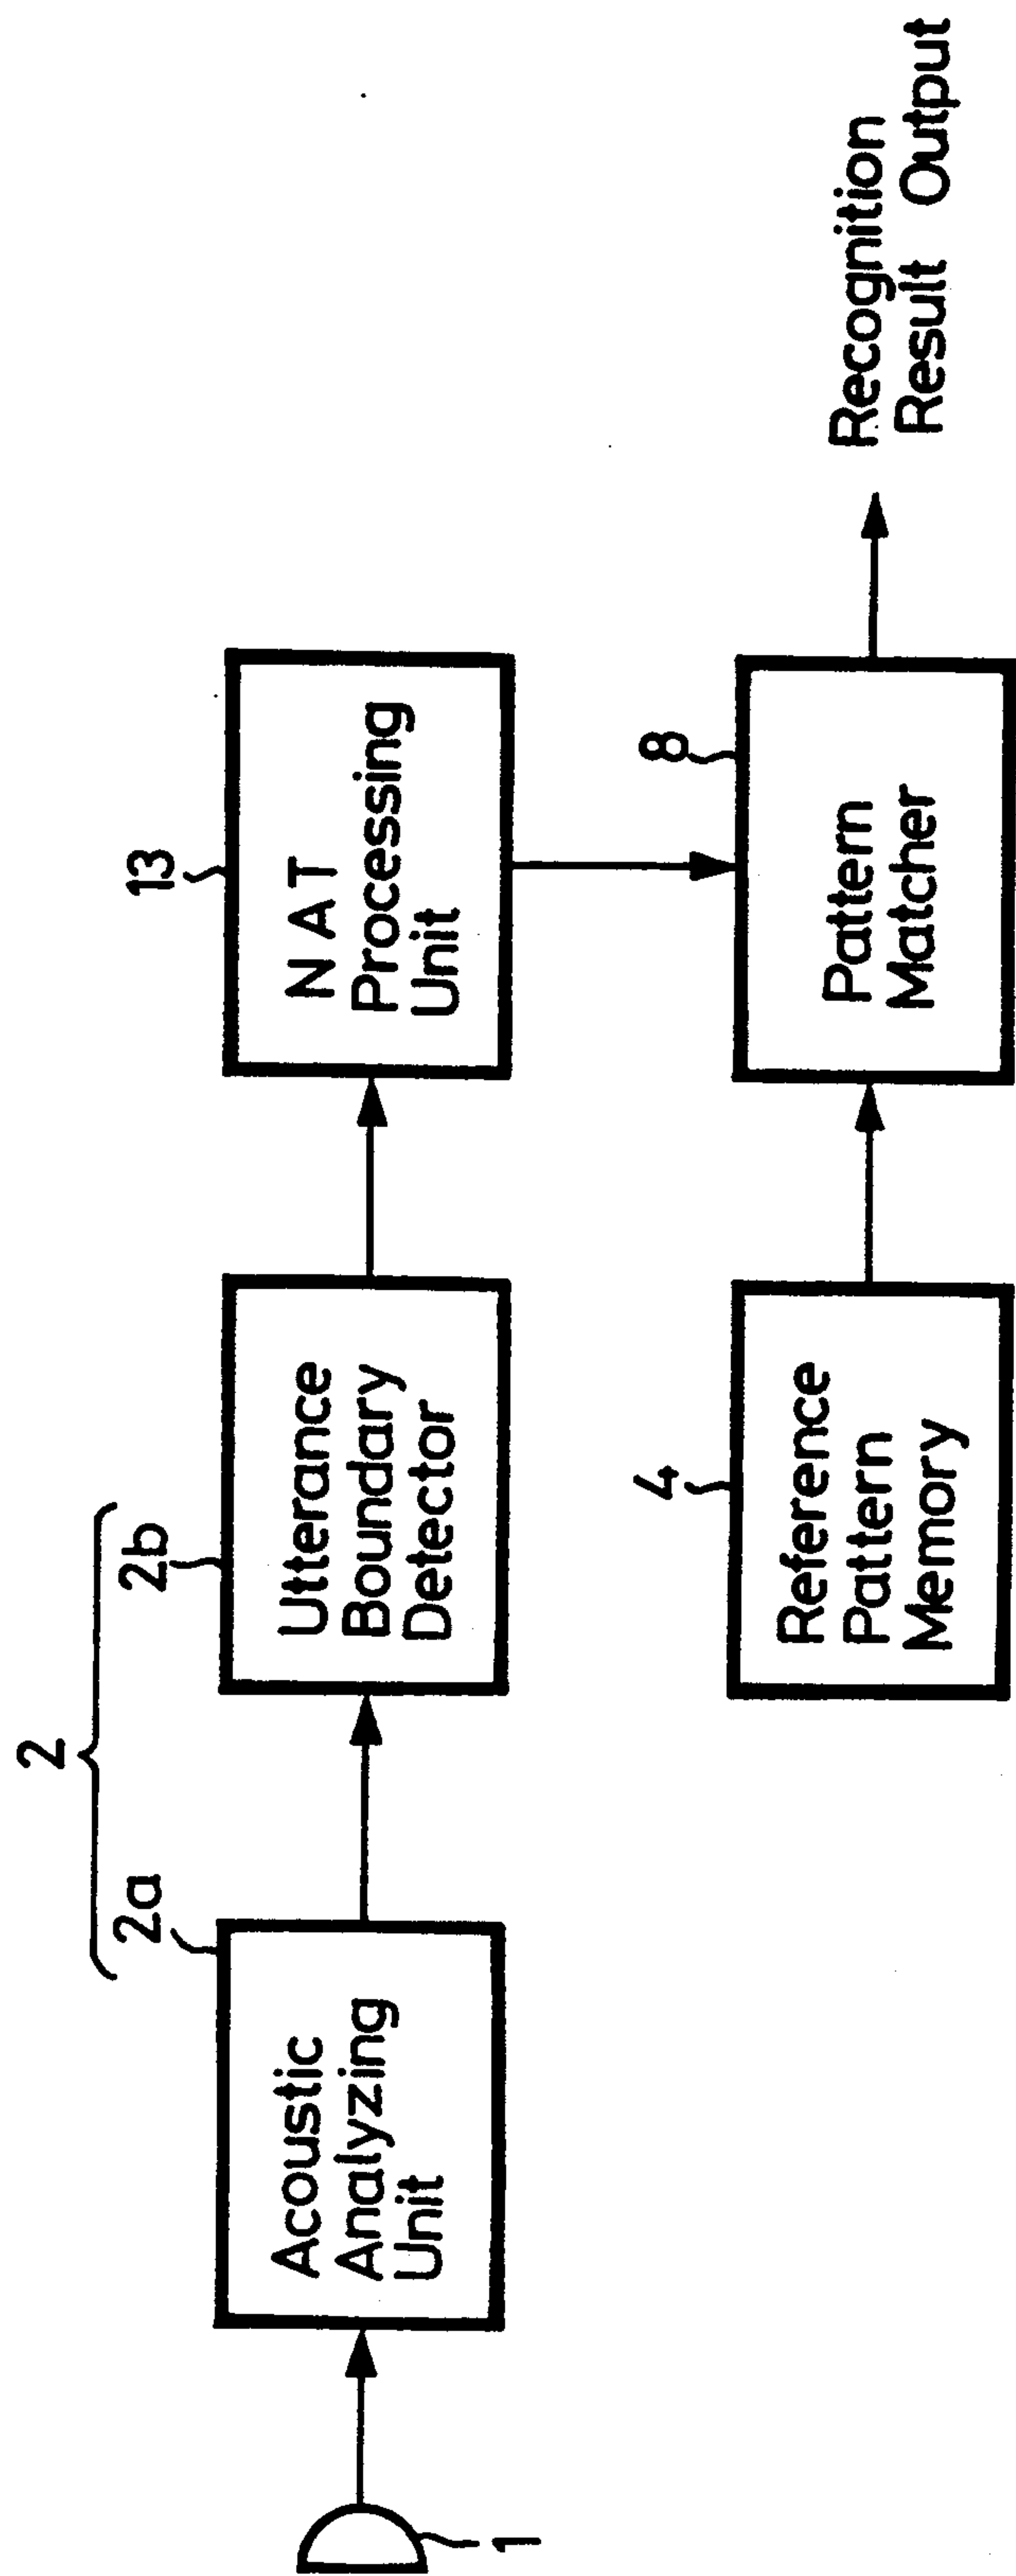 2
2a
2b
13
Acoustic
Analyzing
Unit
Utterance
Boundary
Detector
N A T
Processing
Unit
1
4
8
Reference
Pattern
Memory
Pattern
Matcher
Recognition
Result Output